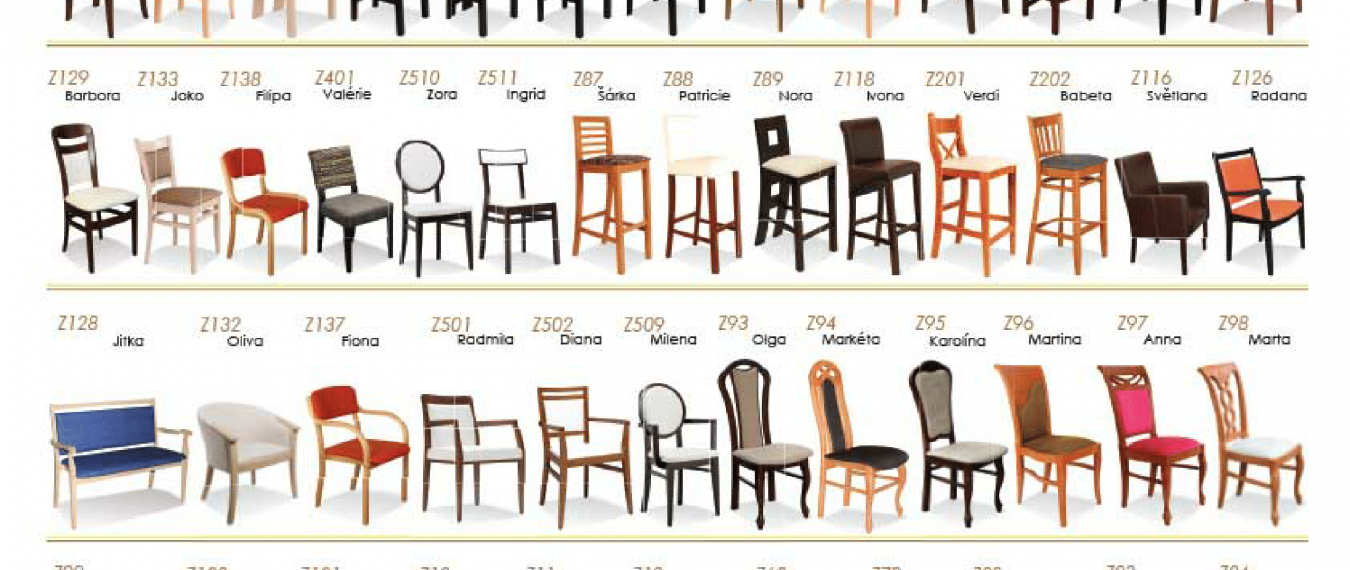 Z129 Z133 Z138 Z401 Z510 Z511 Z87 Z88 Z89 Z118 Z201 Z202 Z116 Z126
Barbora Joko Filipa Valérie Zora Ingrid Šárka Patricie Nora Ivona Verdi Babeta Světlana Radana
Z128 Z132 Z137 Z501 Z502 Z509 Z93 Z94 Z95 Z96 Z97 Z98
Jitka Oliva Fiona Radmila Diana Milena Olga Markéta Karolína Martina Anna Marta